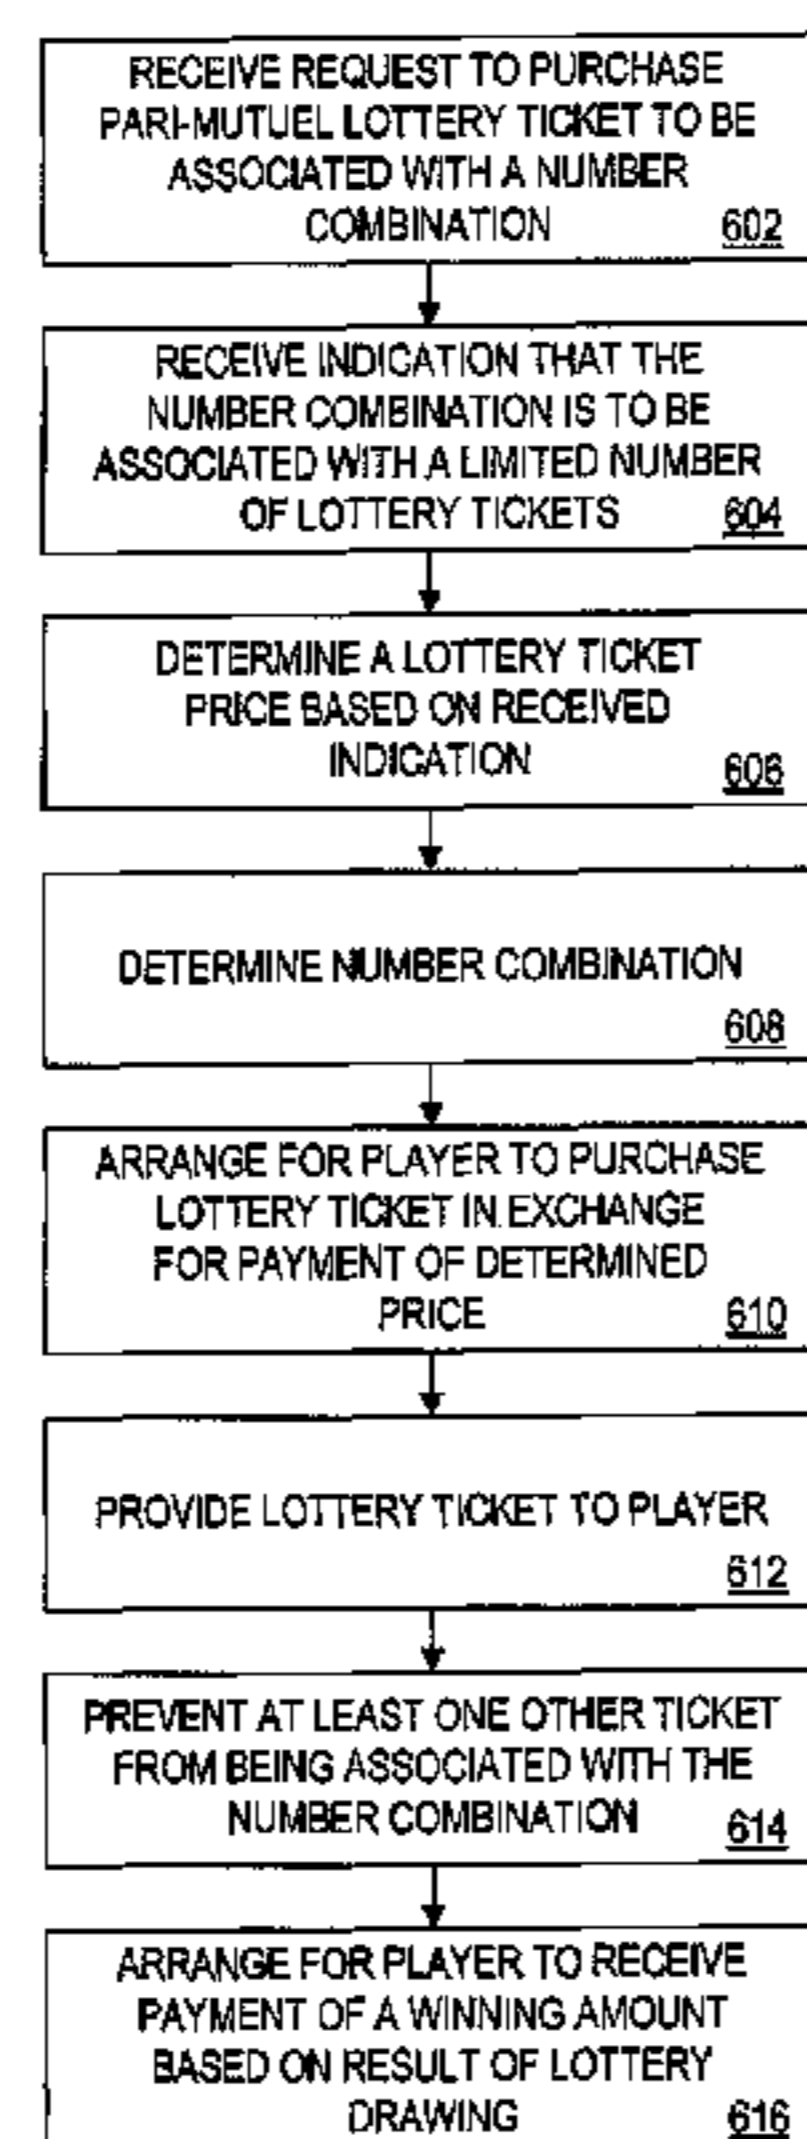 RECEIVE REQUEST TO PURCHASE
PARI-MUTUEL LOTTERY TICKET TO BE
ASSOCIATED WITH A NUMBER
COMBINATION 602
RECEIVE INDICATION THAT THE
NUMBER COMBINATION IS TO BE
ASSOCIATED WITH A LIMITED NUMBER
OF LOTTERY TICKETS 604
DETERMINE A LOTTERY TICKET
PRICE BASED ON RECEIVED
INDICATION 606
DETERMINE NUMBER COMBINATION
608
ARRANGE FOR PLAYER TO PURCHASE
LOTTERY TICKET IN EXCHANGE
FOR PAYMENT OF DETERMINED
PRICE 610
PROVIDE LOTTERY TICKET TO PLAYER
612
PREVENT AT LEAST ONE OTHER TICKET
FROM BEING ASSOCIATED WITH THE
NUMBER COMBINATION 614
ARRANGE FOR PLAYER TO RECEIVE
PAYMENT OF A WINNING AMOUNT
BASED ON RESULT OF LOTTERY
DRAWING 616